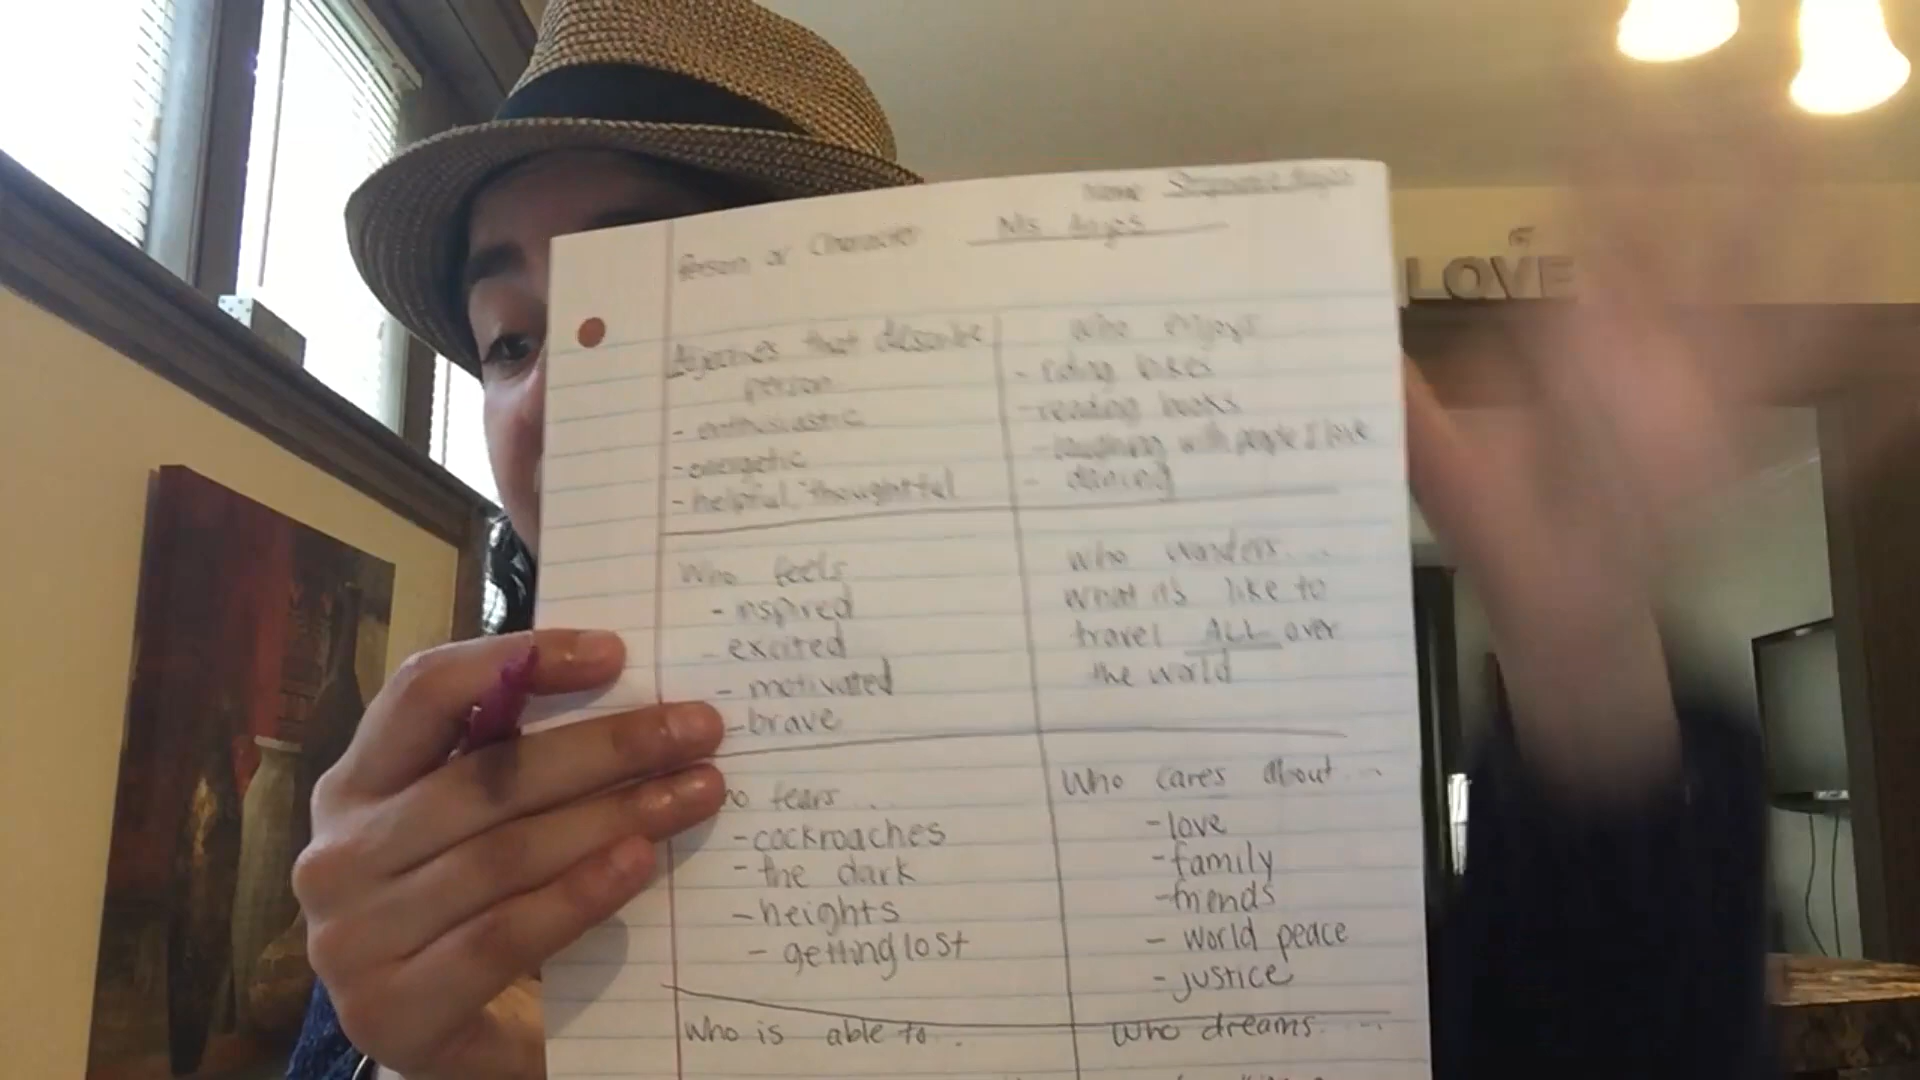 Name
Person or Character Ms.
Adjectives that describe
person
- enthusiastic
- energetic
- helpful, thoughtful
who enjoys
- riding bikes
- reading books
- laughing with people I love
- dancing
Who feels
- inspired
- excited
- motivated
- brave
who wonders....
what it's like to
travel ALL over
the world
fears...
- cockroaches
- the dark
- heights
- getting lost
Who cares about...
- love
- family
- friends
- world peace
- justice
Who is able to...
Who dreams....
LOVE